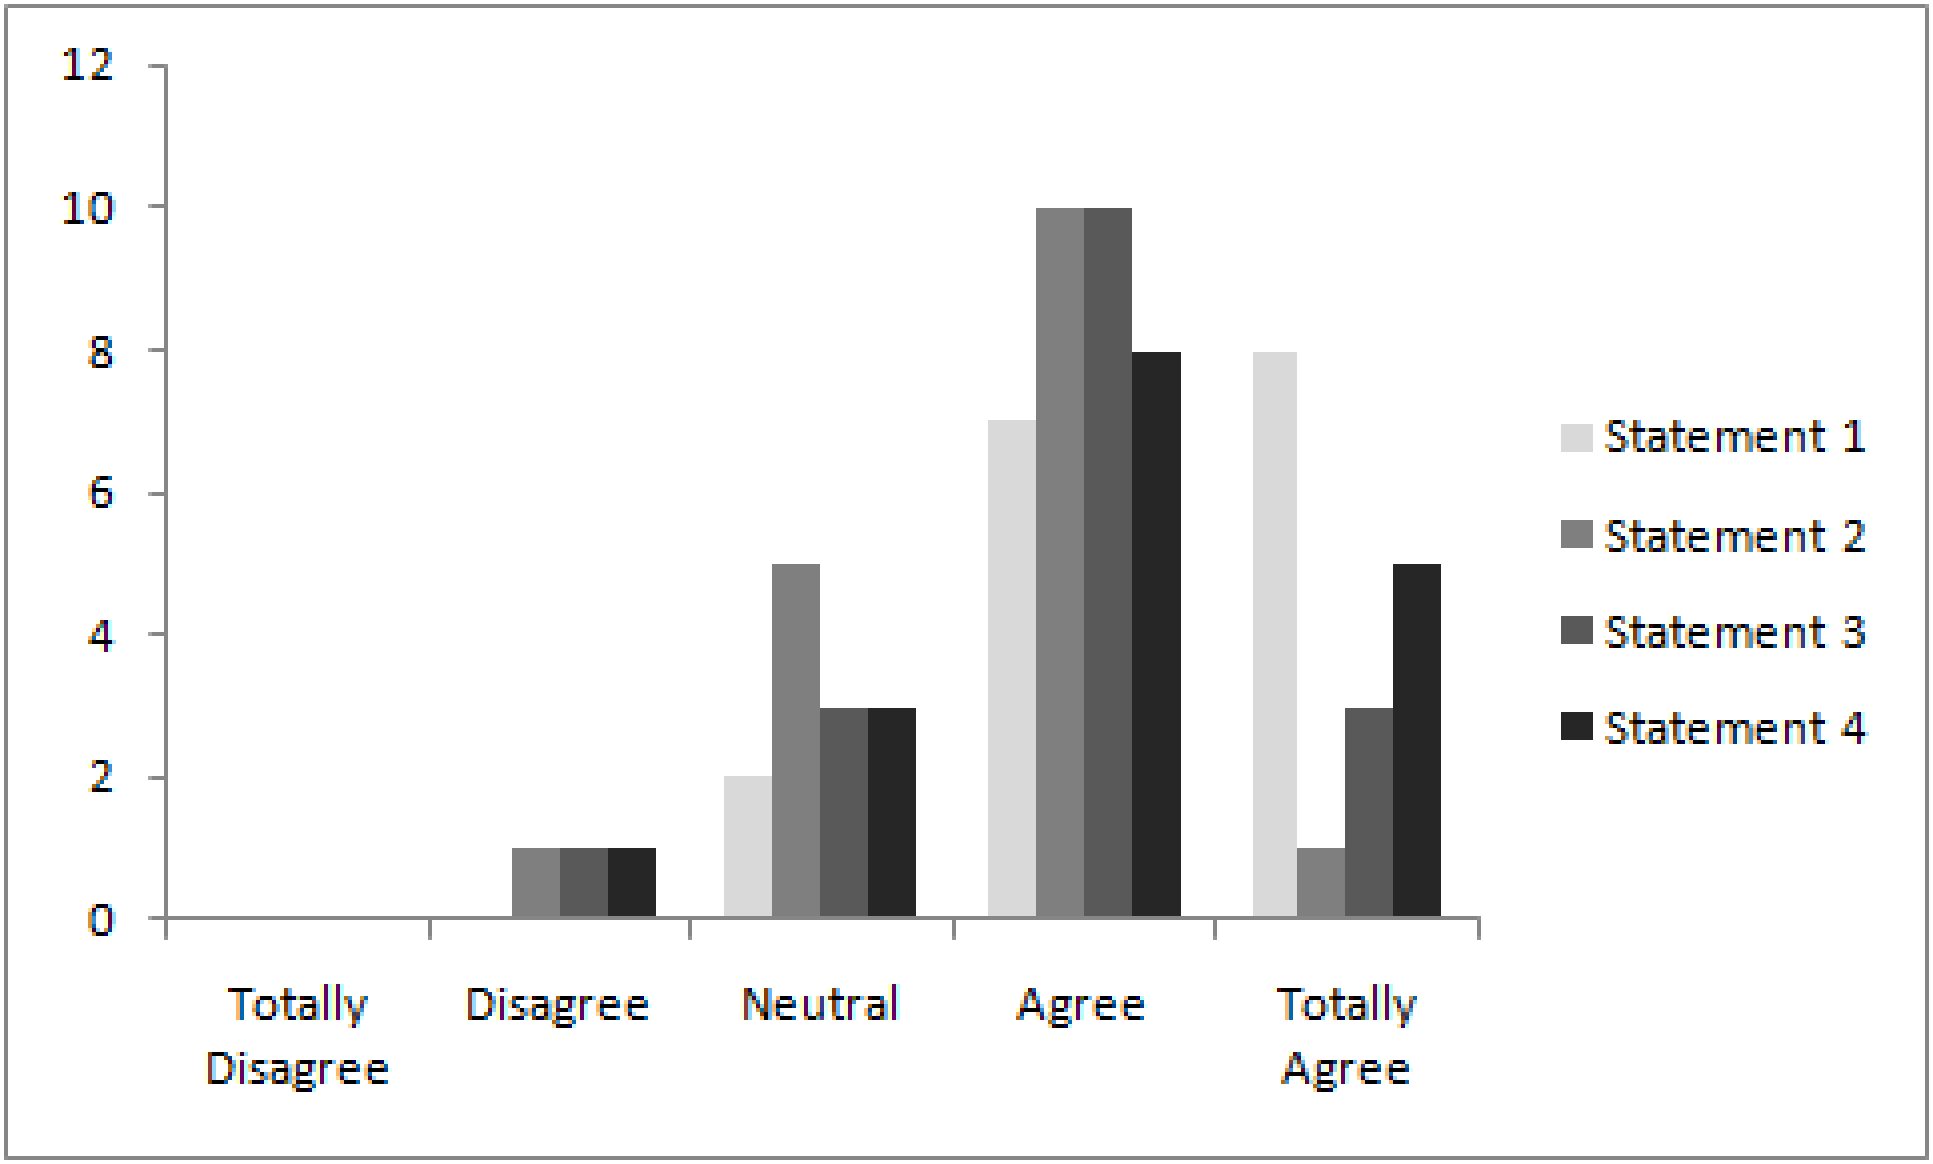 12
10
8
6
4
2
0
Totally
Disagree
Disagree
Neutral
Agree
Totally
Agree
Statement 1
Statement 2
Statement 3
Statement 4